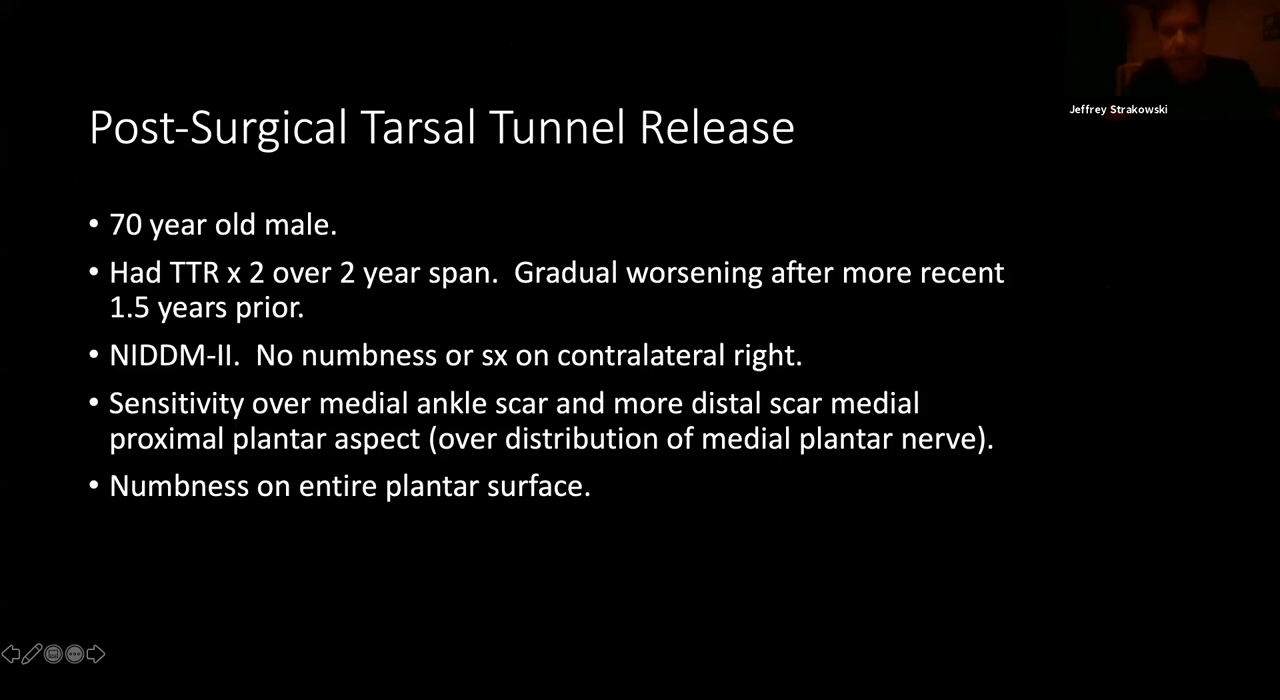 Jeffrey Strakowski
Post-Surgical Tarsal Tunnel Release
• 70 year old male.
• Had TTR x 2 over 2 year span.  Gradual worsening after more recent
1.5 years prior.
• NIDDM-II.  No numbness or sx on contralateral right.
• Sensitivity over medial ankle scar and more distal scar medial
proximal plantar aspect (over distribution of medial plantar nerve).
• Numbness on entire plantar surface.